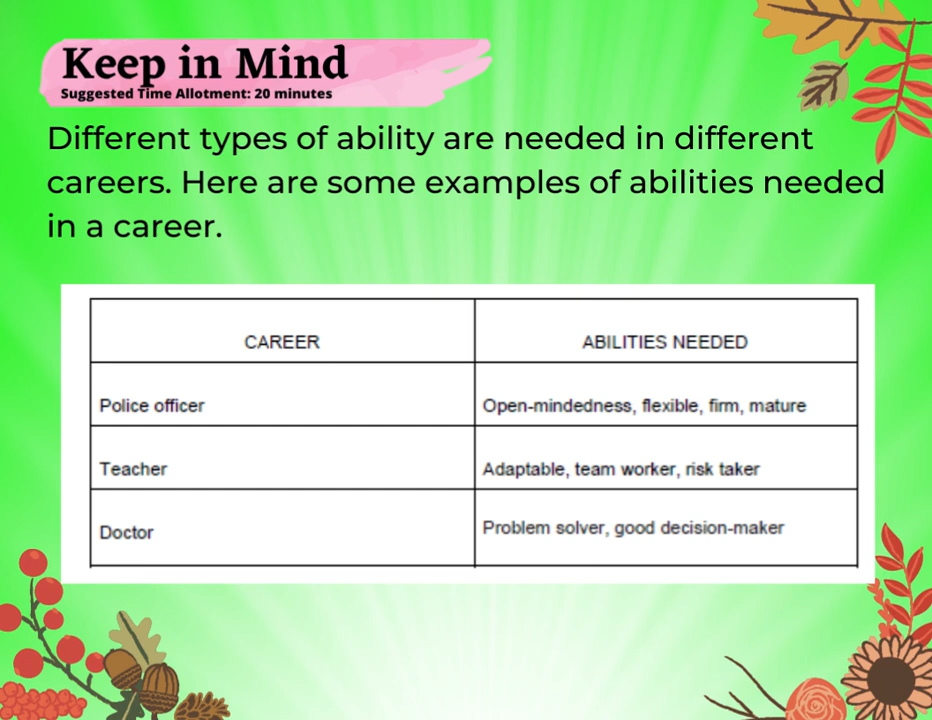 Keep in Mind
Suggested Time Allotment: 20 minutes
Different types of ability are needed in different
careers. Here are some examples of abilities needed
in a career.
CAREER
ABILITIES NEEDED
Police officer
Open-mindedness, flexible, firm, mature
Teacher
Adaptable, team worker, risk taker
Doctor
Problem solver, good decision-maker